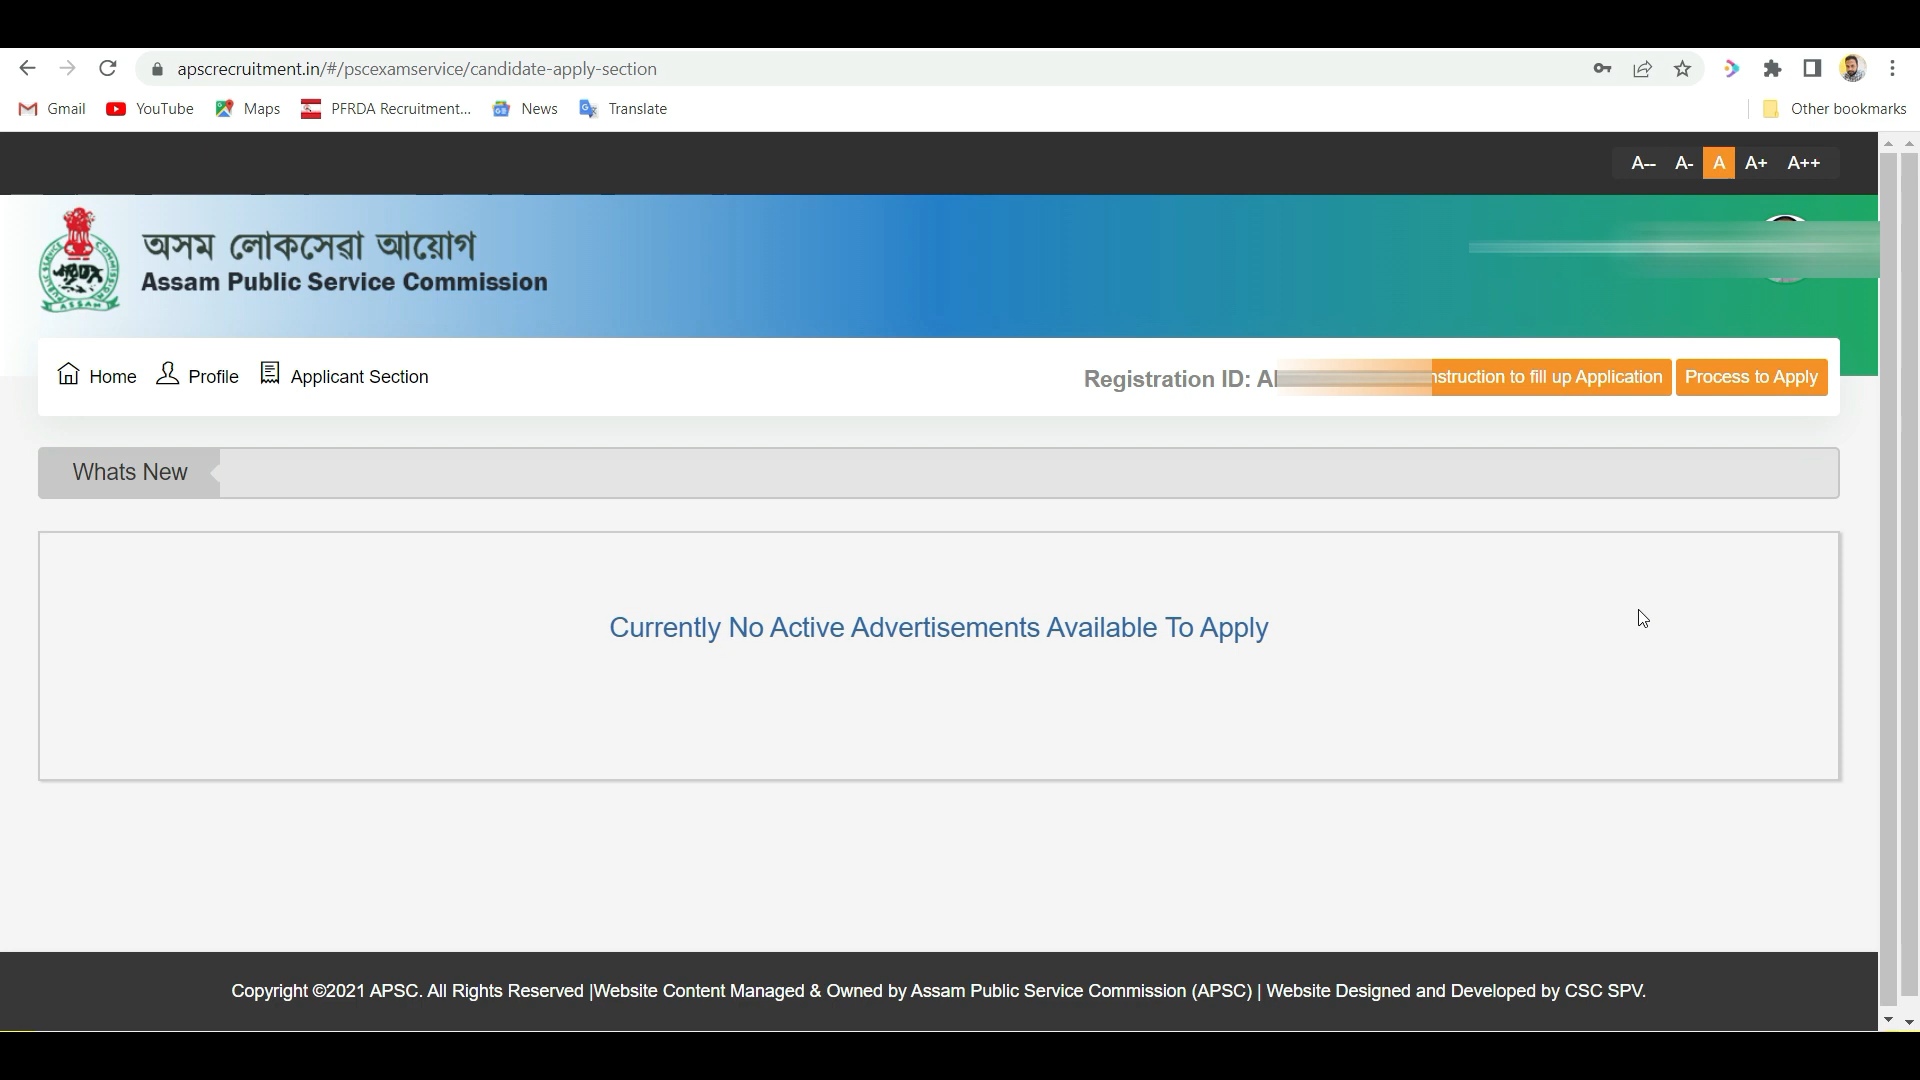 apscrecruitment.in/#/pscexamservice/candidate-apply-section
Gmail YouTube Maps PFRDA Recruitment... News Translate Other bookmarks
A-- A- A A+ A++
অসম লোকসেৱা আয়োগ
Assam Public Service Commission
Home Profile Applicant Section Registration ID: to fill up Application Process to Apply
Whats New
Currently No Active Advertisements Available To Apply
Copyright ©2021 APSC. All Rights Reserved |Website Content Managed & Owned by Assam Public Service Commission (APSC) | Website Designed and Developed by CSC SPV.